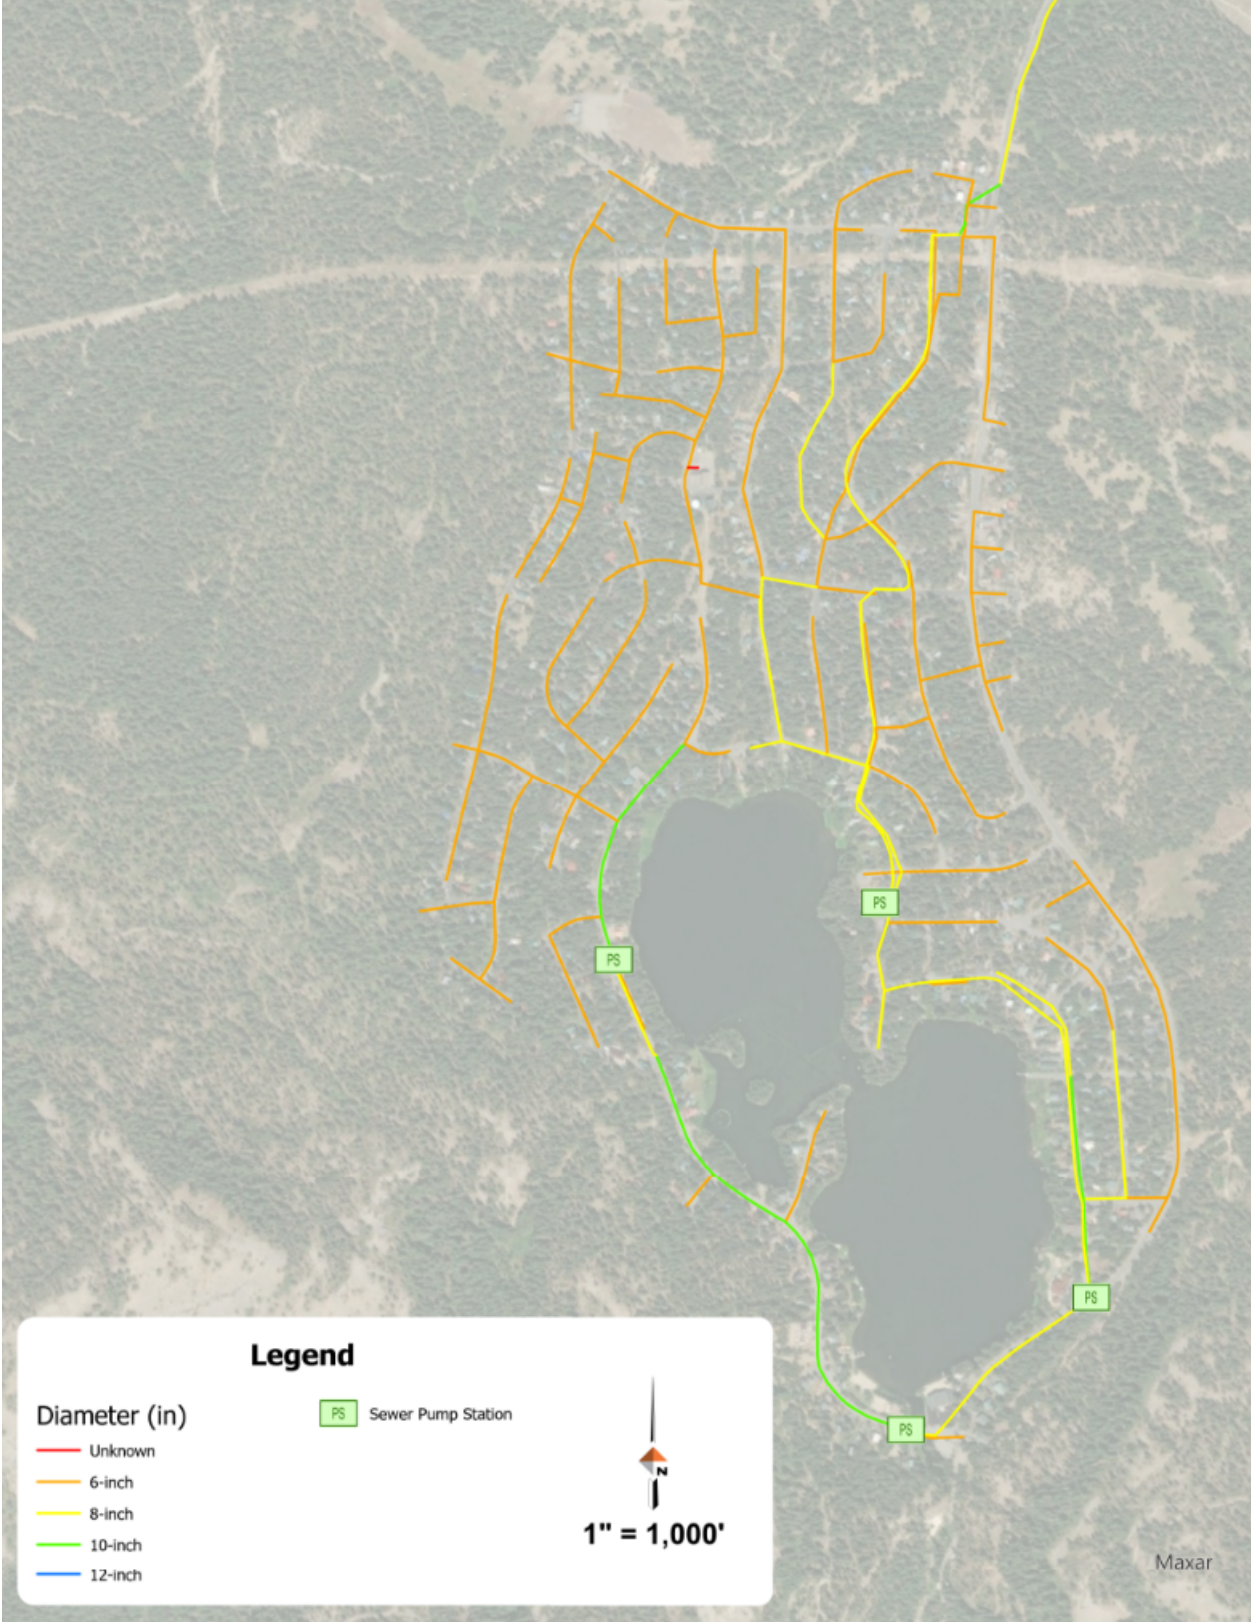 PS
PS
PS
PS
Legend
Diameter (in)
PS Sewer Pump Station
Unknown
6-inch
8-inch
10-inch
12-inch
N
1" = 1,000'
Maxar